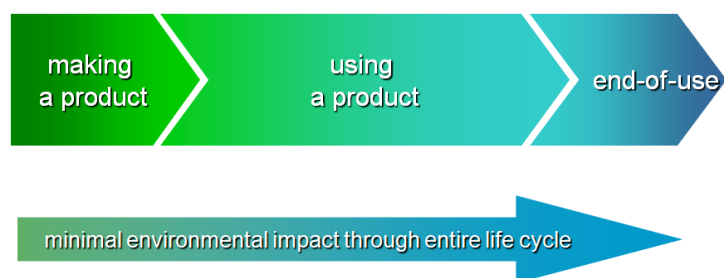 making
a product
using
a product
end-of-use
minimal environmental impact through entire life cycle